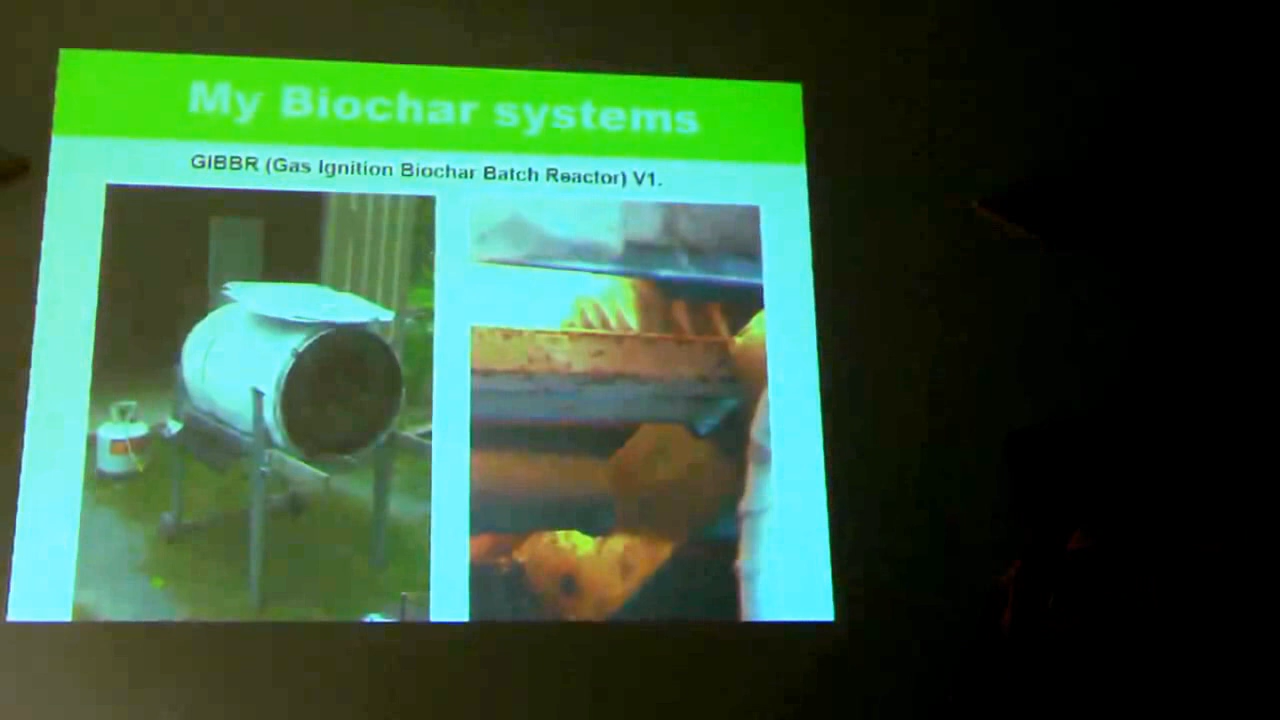 My Biochar systems
GIBBR (Gas Ignition Biochar Batch Reactor) V1.